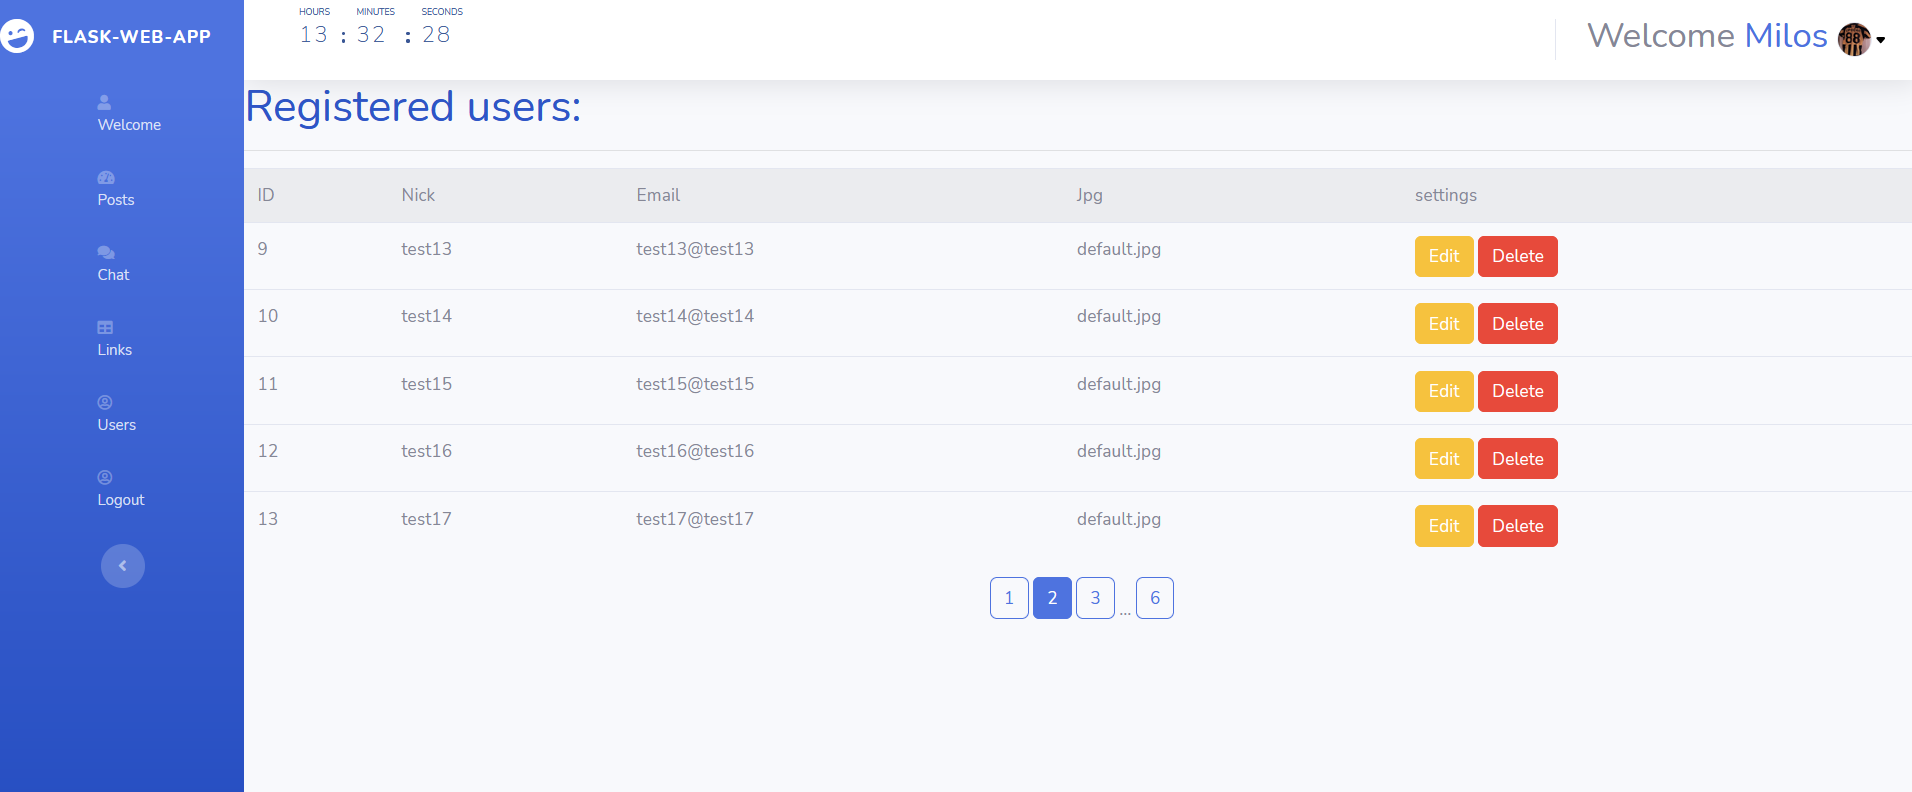 FLASK-WEB-APP
Welcome
Posts
Chat
Links
Users
Logout
HOURS MINUTES SECONDS
13 : 32 : 28
Welcome Milos
88
Registered users:
ID Nick Email Jpg settings
9 test13 test13@test13 default.jpg Edit Delete
10 test14 test14@test14 default.jpg Edit Delete
11 test15 test15@test15 default.jpg Edit Delete
12 test16 test16@test16 default.jpg Edit Delete
13 test17 test17@test17 default.jpg Edit Delete
1 2 3 ... 6